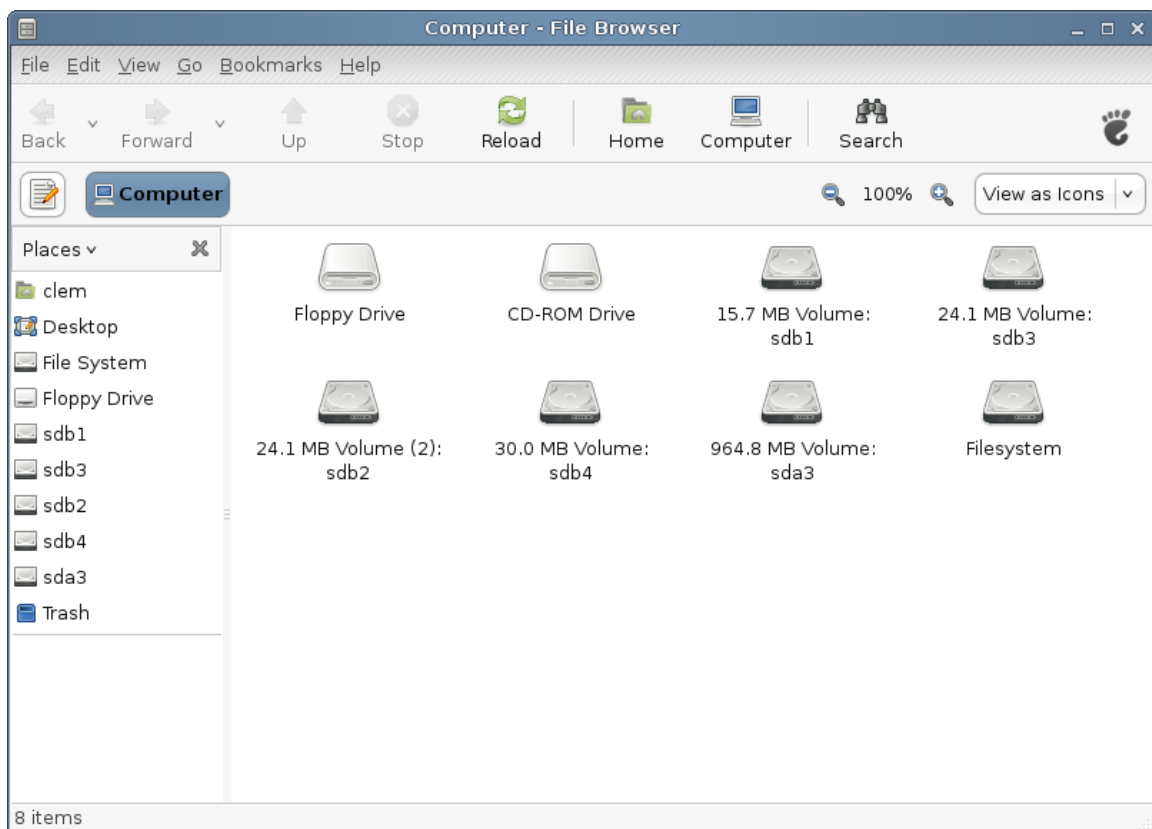 Computer - File Browser
File Edit View Go Bookmarks Help
Back Forward Up Stop Reload Home Computer Search
Computer 100% View as Icons
Places
clem
Desktop
File System
Floppy Drive
sdb1
sdb3
sdb2
sdb4
sda3
Trash
Floppy Drive
CD-ROM Drive
15.7 MB Volume:
sdb1
24.1 MB Volume:
sdb3
24.1 MB Volume (2):
sdb2
30.0 MB Volume:
sdb4
964.8 MB Volume:
sda3
Filesystem
8 items